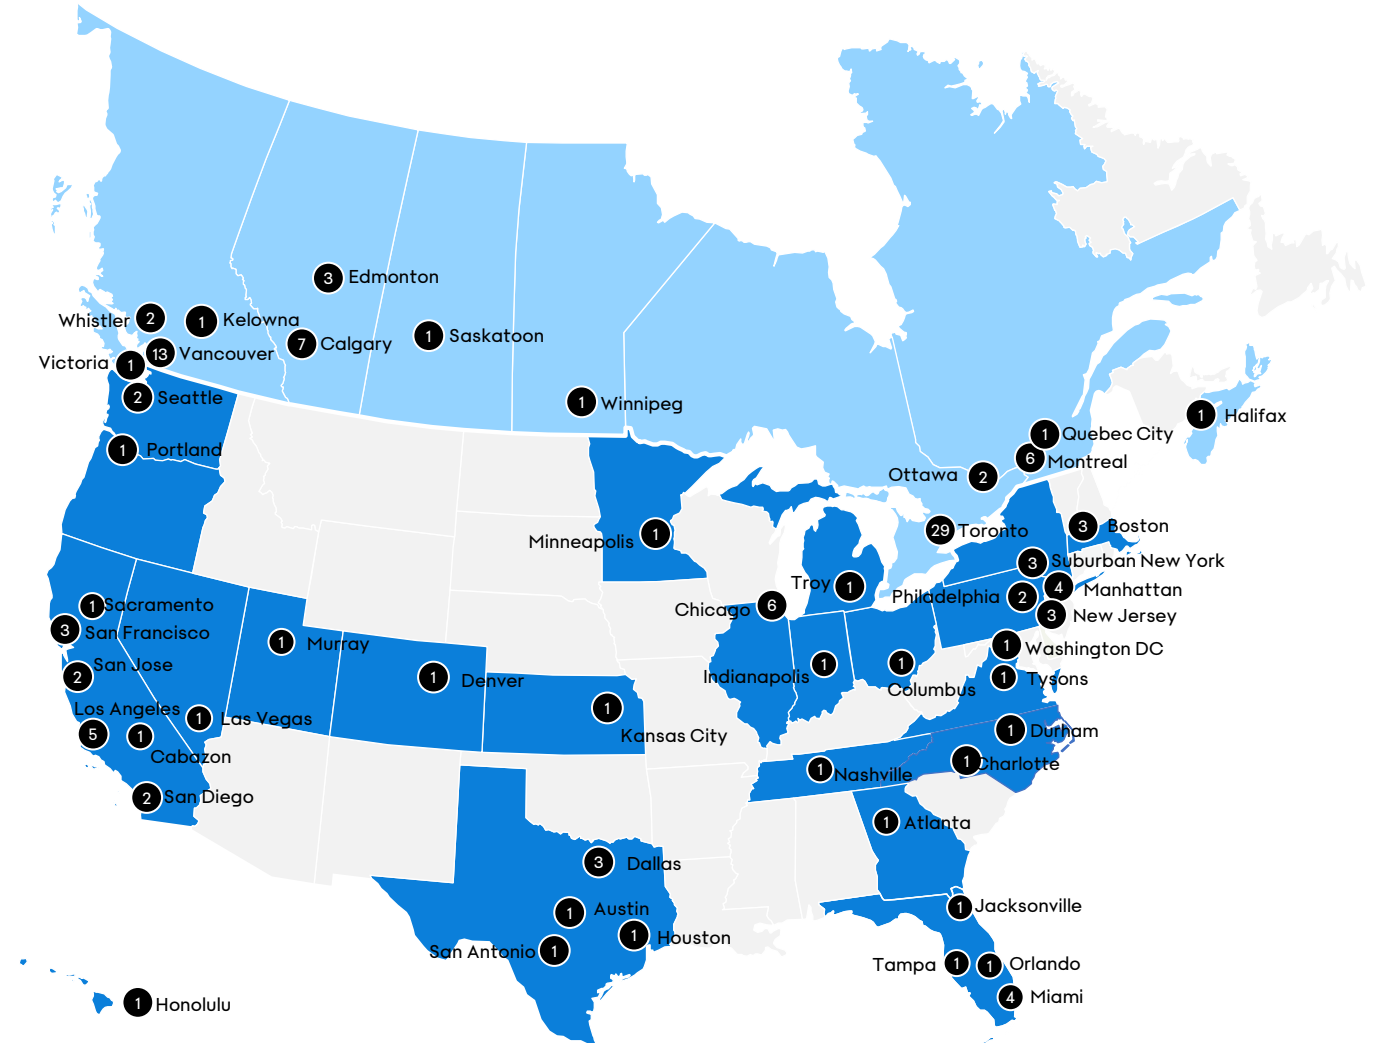 3 Edmonton
Whistler 2
1 Kelowna
7 Calgary
1 Saskatoon
13 Vancouver
Victoria 1
2 Seattle
1 Winnipeg
1 Halifax
1 Quebec City
6 Montreal
1 Portland
Ottawa 2
3 Boston
29 Toronto
Minneapolis 1
3 Suburban New York
Troy 1
4 Manhattan
Philadelphia 2
1 Sacramento
Chicago 6
3 New Jersey
3 San Francisco
1 Murray
1 Washington DC
San Jose
2
1 Denver
Indianapolis 1
1
Columbus
1 Tysons
Los Angeles
5
1
Cabazon
1 Las Vegas
1
Kansas City
1 Durham
1 Charlotte
1 Nashville
2 San Diego
1 Atlanta
3 Dallas
1 Austin
1 Jacksonville
1 Houston
San Antonio 1
Tampa 1
1 Orlando
4 Miami
1 Honolulu